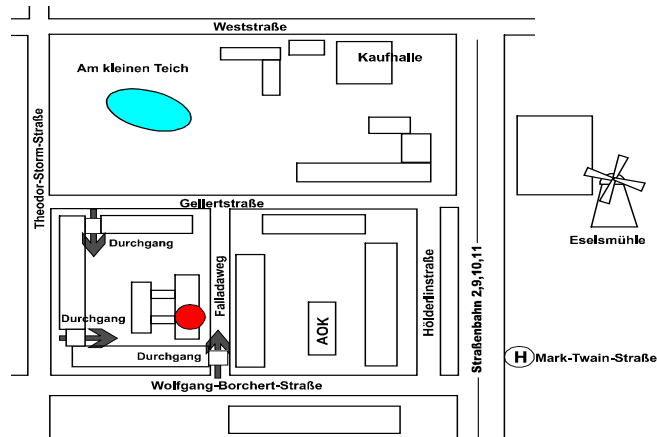 Weststraße
Kaufhalle
Am kleinen Teich
Theodor-Storm-Straße
Gellertstraße
Durchgang
Falladaweg
Hölderlinstraße
Straßenbahn 2,9,10,11
Eselsmühle
Durchgang
AOK
Durchgang
H Mark-Twain-Straße
Wolfgang-Borchert-Straße